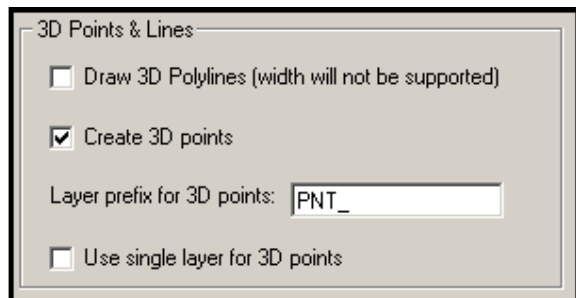 3D Points & Lines
Draw 3D Polylines (width will not be supported)
Create 3D points
Layer prefix for 3D points: PNT_
Use single layer for 3D points